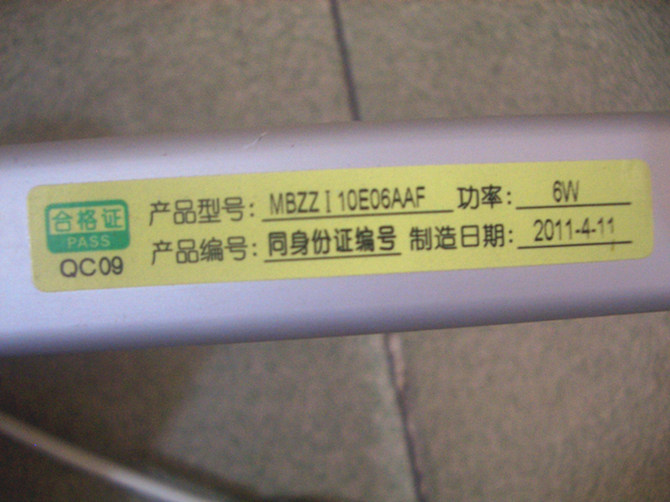 合格证
PASS
QC09
产品型号: MBZZ I 10E06AAF 功率: 6W
产品编号: 同身份证编号 制造日期: 2011-4-11